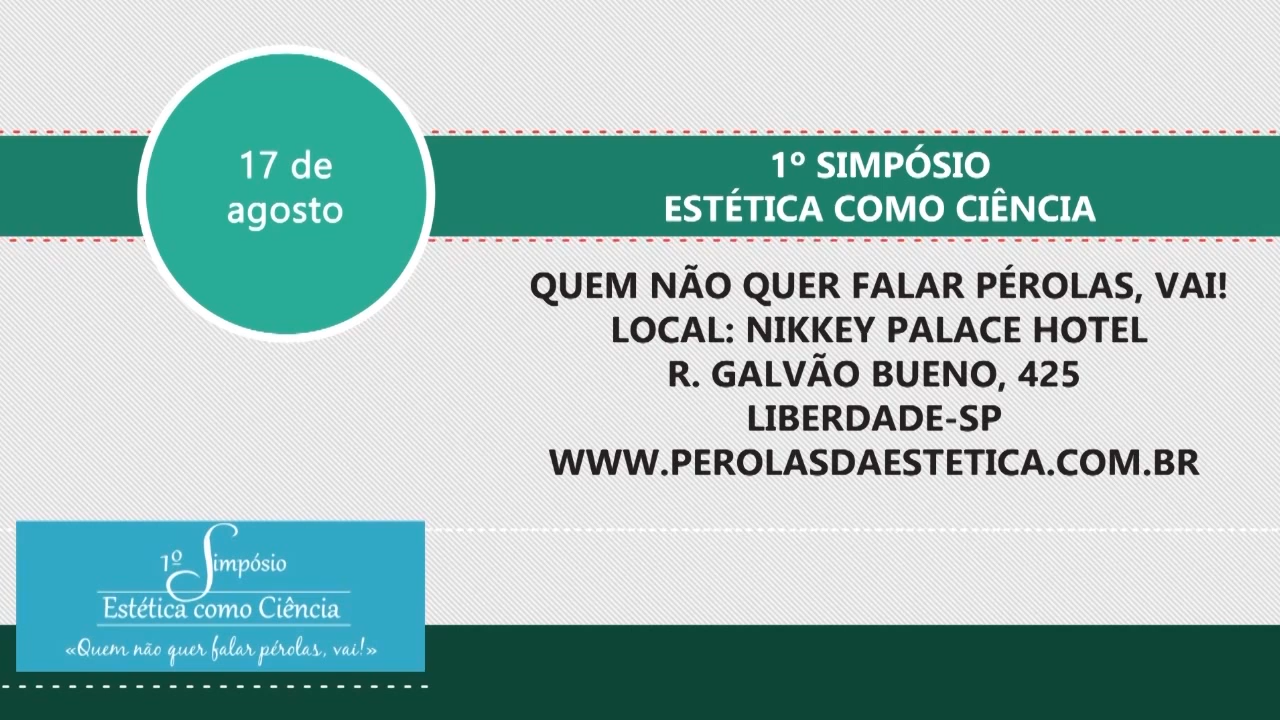 17 de
agosto
1º SIMPÓSIO
ESTÉTICA COMO CIÊNCIA
QUEM NÃO QUER FALAR PÉROLAS, VAI!
LOCAL: NIKKEY PALACE HOTEL
R. GALVÃO BUENO, 425
LIBERDADE-SP
WWW.PEROLASDAESTETICA.COM.BR
1º Simpósio
Estética como Ciência
«Quem não quer falar pérolas, vai!»